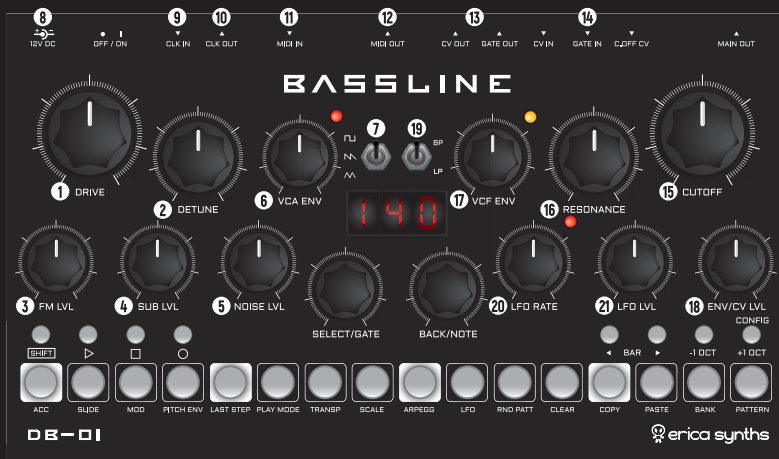 8 9 10 11 12 13 14
12V DC OFF / ON CLK IN CLK OUT MIDI IN MIDI OUT CV OUT GATE OUT CV IN GATE IN C.OFF CV MAIN OUT
BASSLINE
7 19
BP
LP
1 DRIVE
2 DETUNE
6 VCA ENV
17 VCF ENV
16 RESONANCE
15 CUTOFF
140
3 FM LVL
4 SUB LVL
5 NOISE LVL
SELECT/GATE
BACK/NOTE
20 LFO RATE
21 LFO LVL
18 ENV/CV LVL
CONFIG
SHIFT BAR -1 OCT +1 OCT
ACC SLIDE MOD PITCH ENV LAST STEP PLAY MODE TRANSP SCALE ARPEGG LFO RND PATT CLEAR COPY PASTE BANK PATTERN
DB-01
erica synths